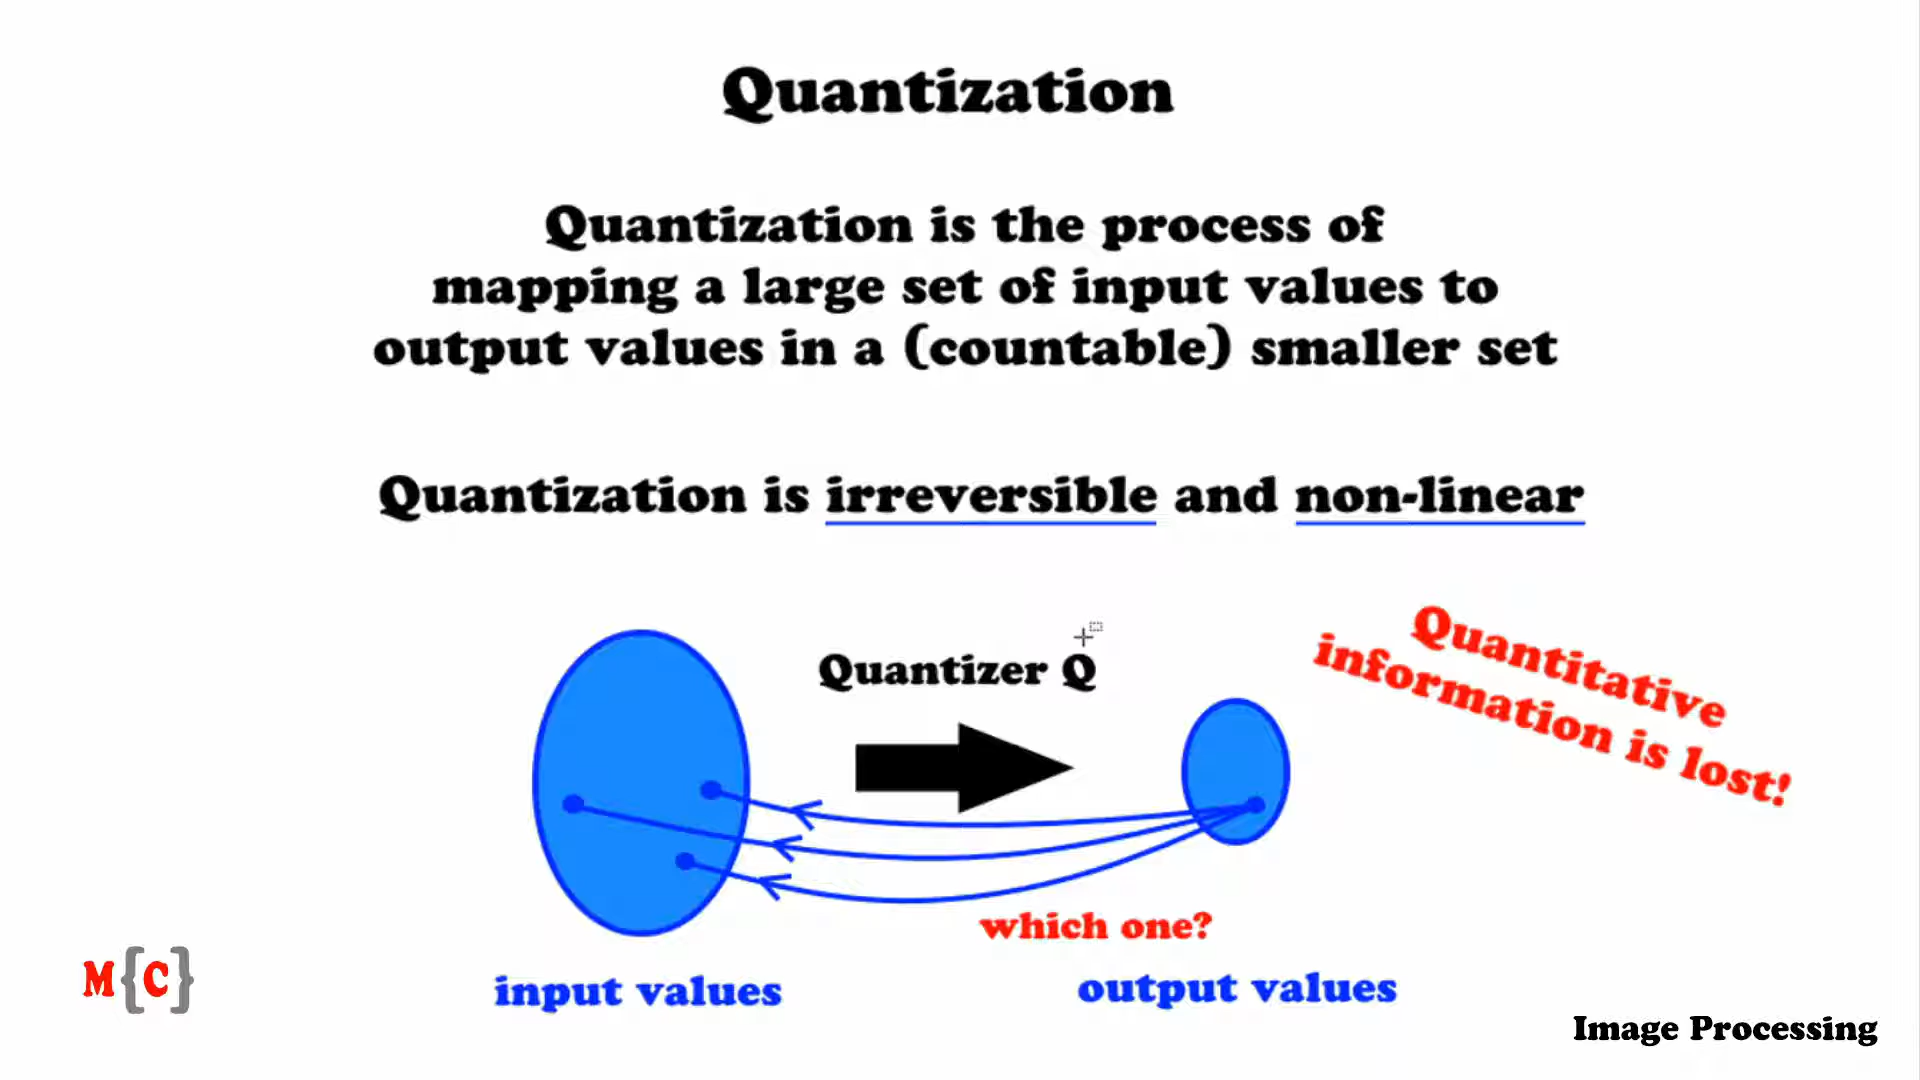 Quantization
Quantization is the process of
mapping a large set of input values to
output values in a (countable) smaller set
Quantization is irreversible and non-linear
Quantizer Q
Quantitative
information is lost!
which one?
input values
output values
M{C}
Image Processing